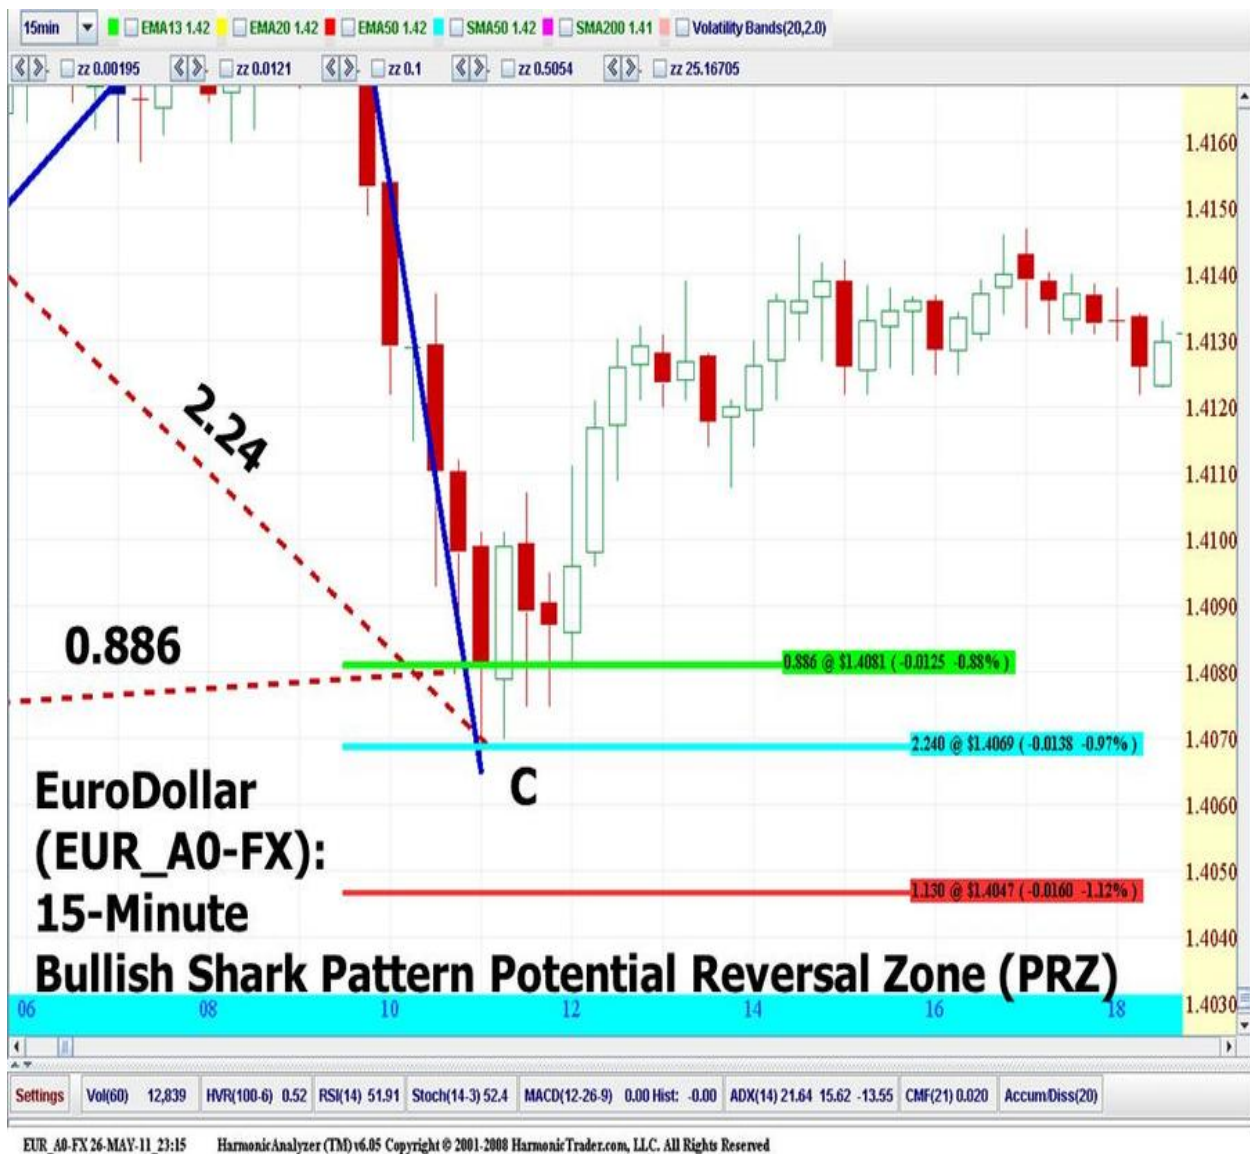 15min EMA13 1.42 EMA20 1.42 EMA50 1.42 SMA50 1.42 SMA200 1.41 Volatility Bands(20,2.0)
zz 0.00195 zz 0.0121 zz 0.1 zz 0.5054 zz 25.16705
1.4160
1.4150
1.4140
1.4130
1.4120
2.24
1.4110
1.4100
1.4090
0.886
0.886 @ $1.4081 ( -0.0125 -0.88% )
1.4080
2.240 @ $1.4069 ( -0.0138 -0.97% )
1.4070
C
1.4060
EuroDollar
(EUR_A0-FX):
1.4050
1.130 @ $1.4047 ( -0.0160 -1.12% )
15-Minute
1.4040
Bullish Shark Pattern Potential Reversal Zone (PRZ)
1.4030
06 08 10 12 14 16 18
Settings Vol(60) 12,839 HVR(100-6) 0.52 RSI(14) 51.91 Stoch(14-3) 52.4 MACD(12-26-9) 0.00 Hist: -0.00 ADX(14) 21.64 15.62 -13.55 CMF(21) 0.020 Accum/Diss(20)
EUR_A0-FX 26-MAY-11_23:15 HarmonicAnalyzer (TM) v6.05 Copyright © 2001-2008 HarmonicTrader.com, LLC. All Rights Reserved